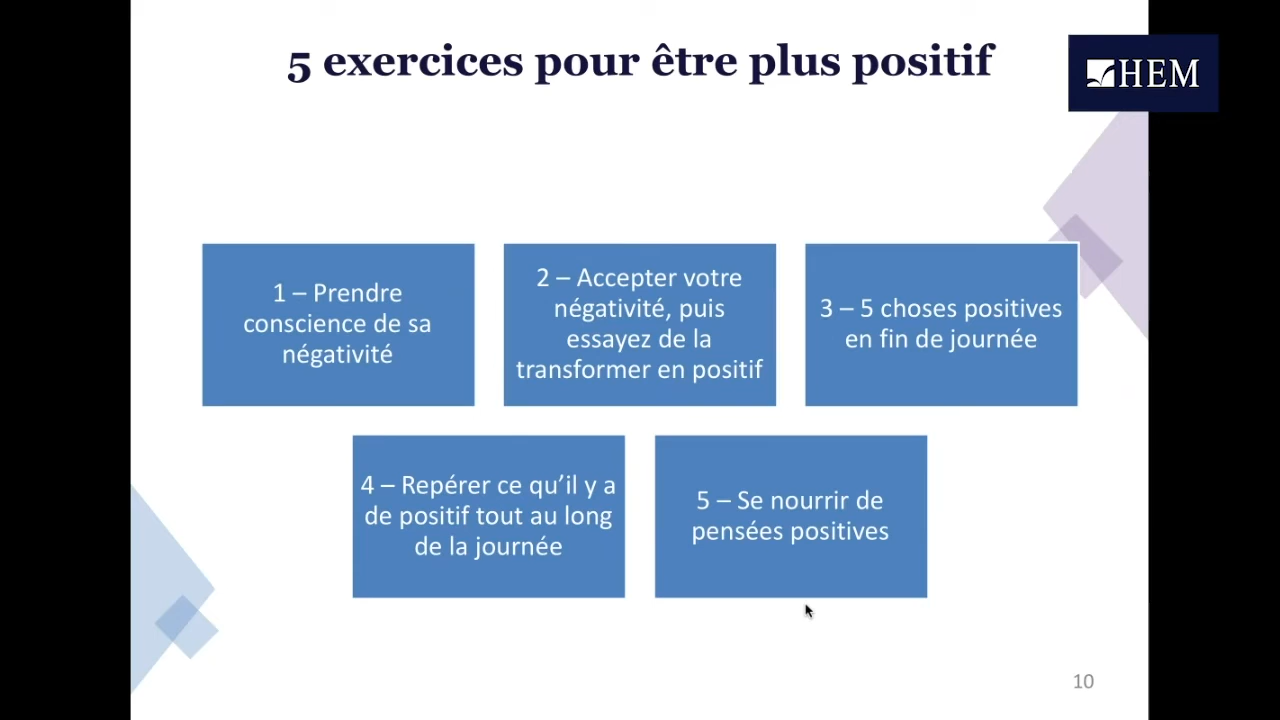 5 exercices pour être plus positif
HEM
1 – Prendre
conscience de sa
négativité
2 – Accepter votre
négativité, puis
essayez de la
transformer en positif
3 – 5 choses positives
en fin de journée
4 – Repérer ce qu’il y a
de positif tout au long
de la journée
5 – Se nourrir de
pensées positives
10